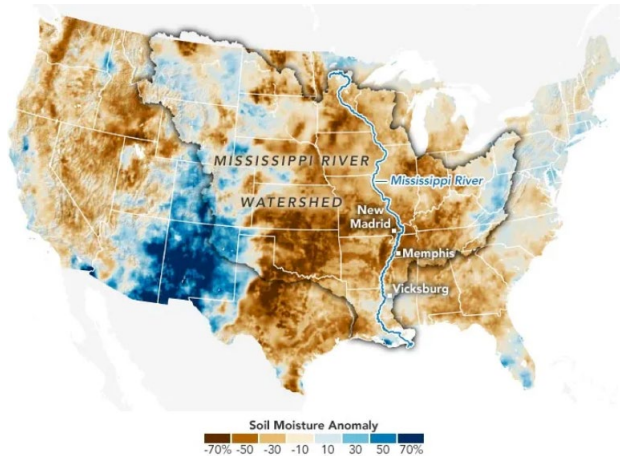 MISSISSIPPI RIVER
Mississippi River
WATERSHED
New
Madrid
Memphis
Vicksburg
Soil Moisture Anomaly
-70% -50 -30 -10 10 30 50 70%